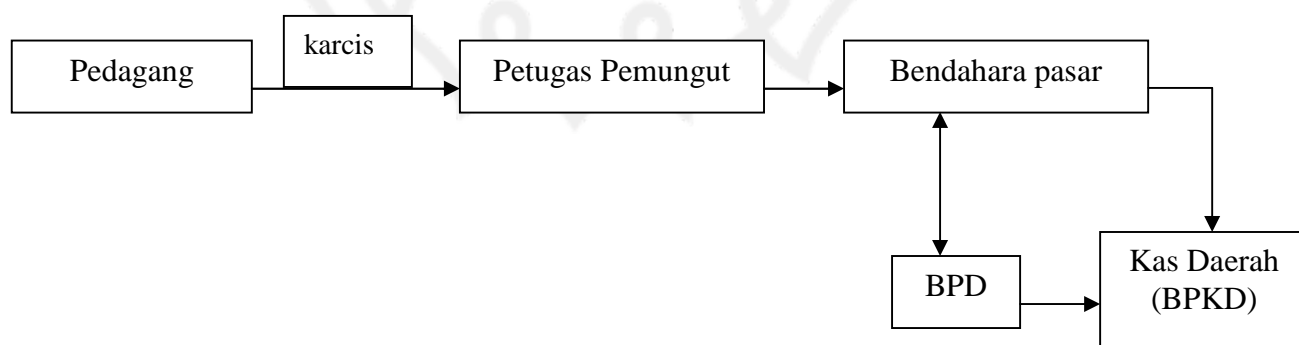 Pedagang
karcis
Petugas Pemungut
Bendahara pasar
BPD
Kas Daerah
(BPKD)